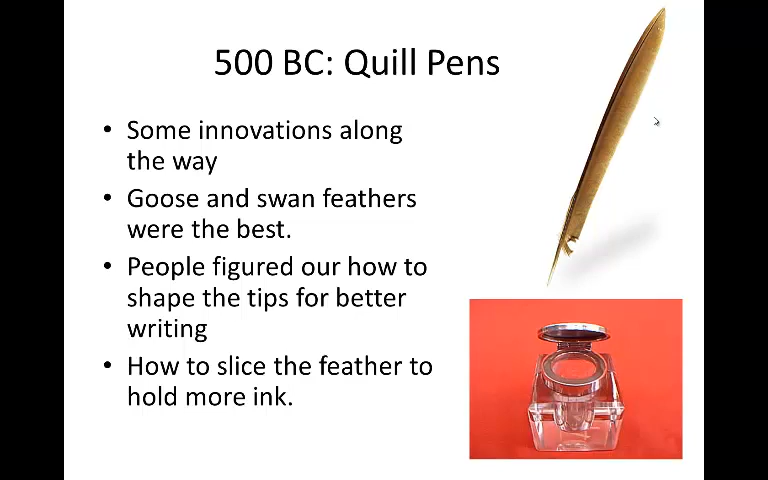 500 BC: Quill Pens
• Some innovations along
the way
• Goose and swan feathers
were the best.
• People figured our how to
shape the tips for better
writing
• How to slice the feather to
hold more ink.